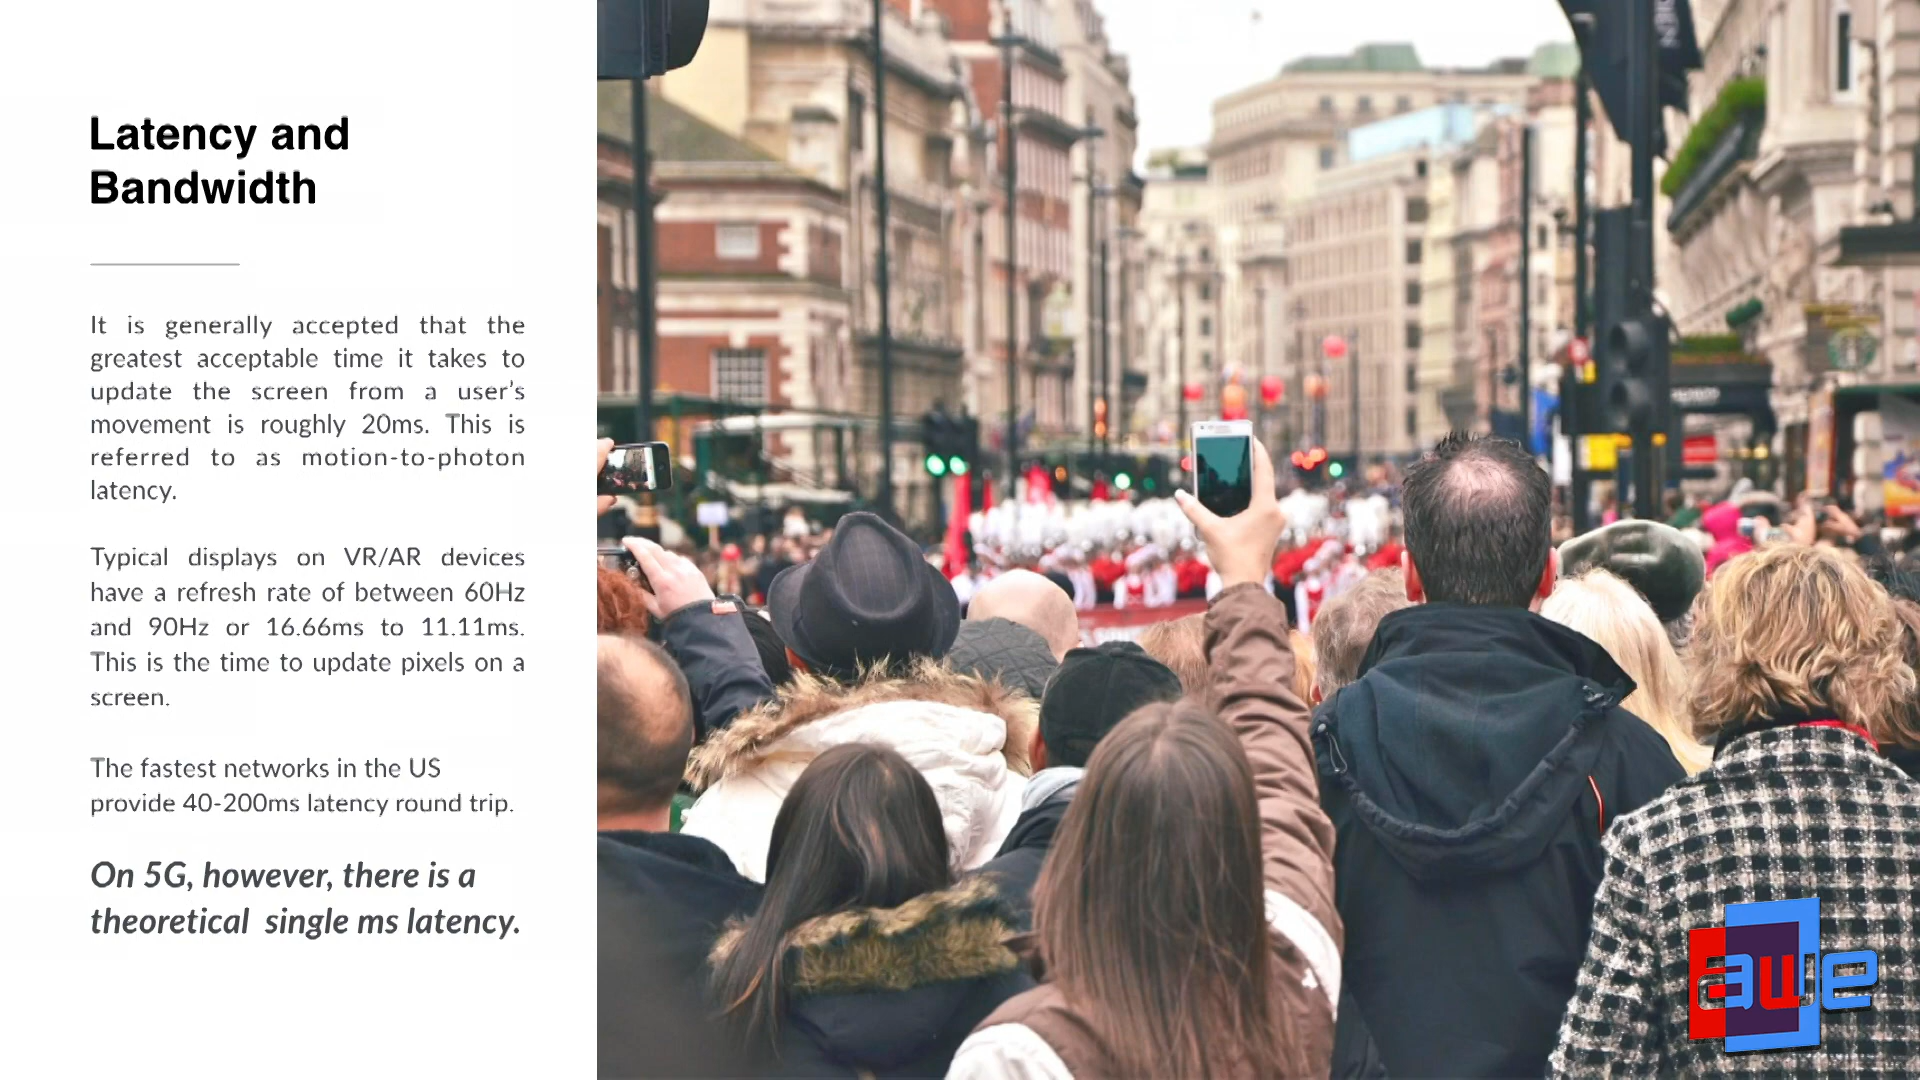 Latency and
Bandwidth
It is generally accepted that the
greatest acceptable time it takes to
update the screen from a user’s
movement is roughly 20ms. This is
referred to as motion-to-photon
latency.
Typical displays on VR/AR devices
have a refresh rate of between 60Hz
and 90Hz or 16.66ms to 11.11ms.
This is the time to update pixels on a
screen.
The fastest networks in the US
provide 40-200ms latency round trip.
On 5G, however, there is a
theoretical single ms latency.
awe